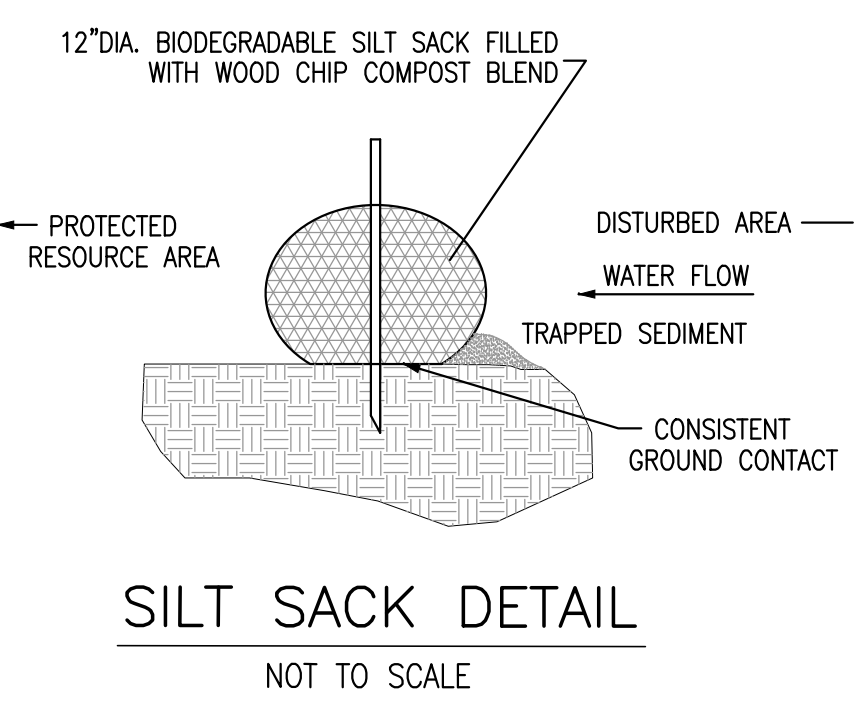 12"DIA. BIODEGRADABLE SILT SACK FILLED
WITH WOOD CHIP COMPOST BLEND
PROTECTED
RESOURCE AREA
DISTURBED AREA
WATER FLOW
TRAPPED SEDIMENT
CONSISTENT
GROUND CONTACT
SILT SACK DETAIL
NOT TO SCALE